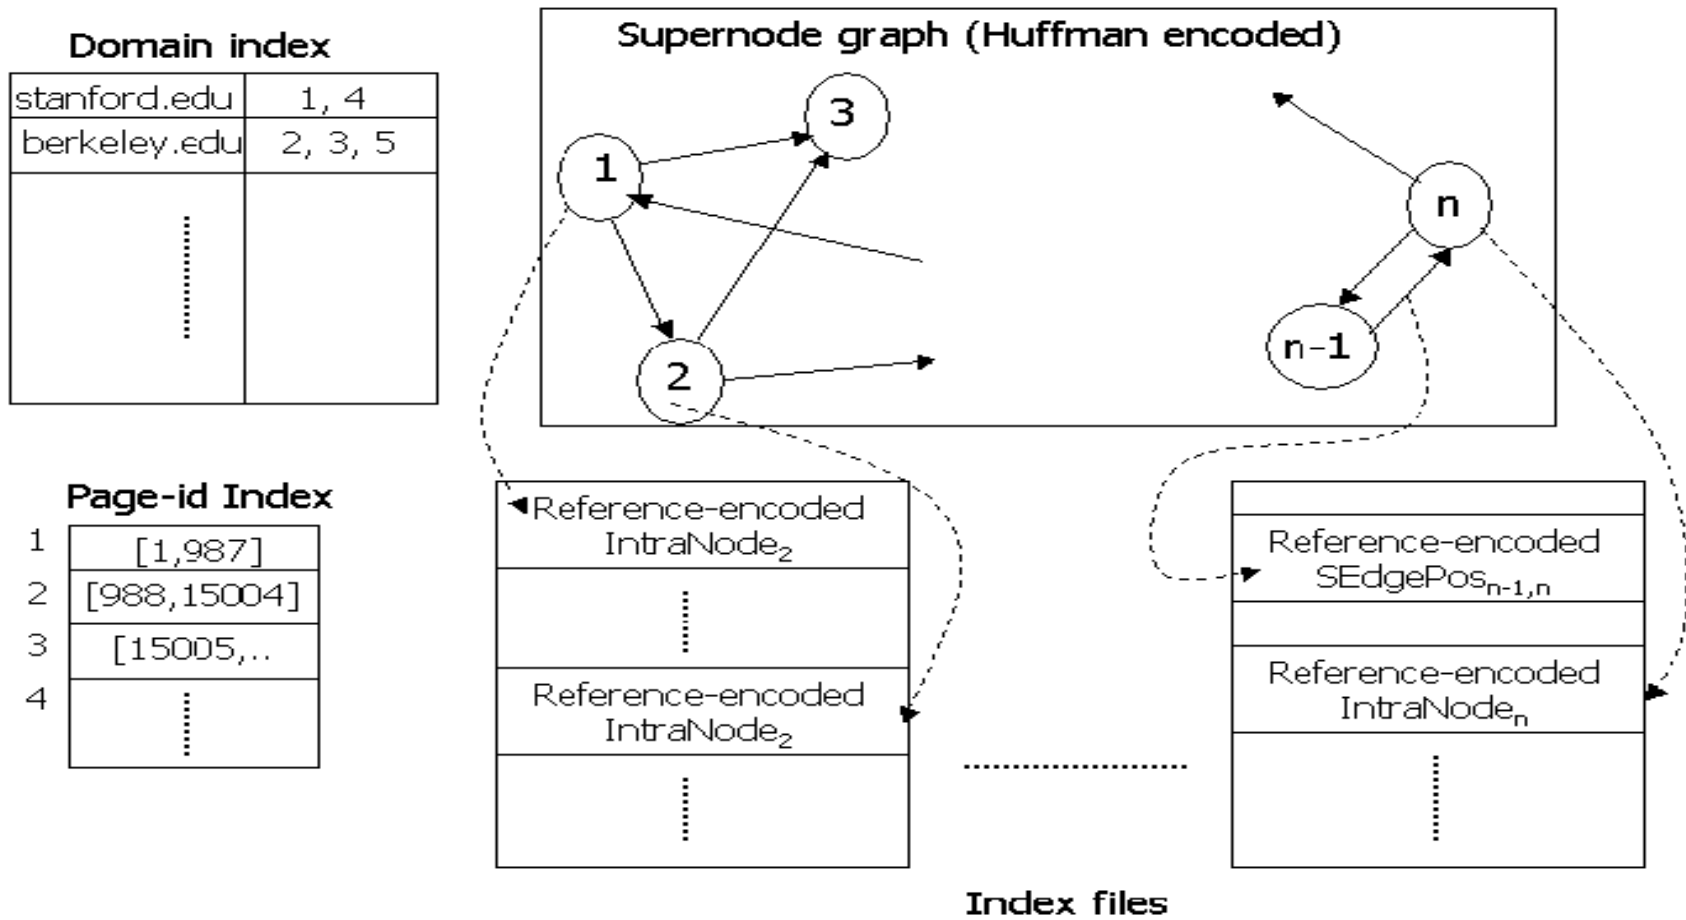 Domain index
stanford.edu 1, 4
berkeley.edu 2, 3, 5
Supernode graph (Huffman encoded)
1
3
2
n
n-1
Page-id Index
1 [1,987]
2 [988,15004]
3 [15005,..
4
Reference-encoded
IntraNode₂
Reference-encoded
IntraNode₂
Reference-encoded
SEdgePosₙ₋₁,ₙ
Reference-encoded
IntraNodeₙ
Index files